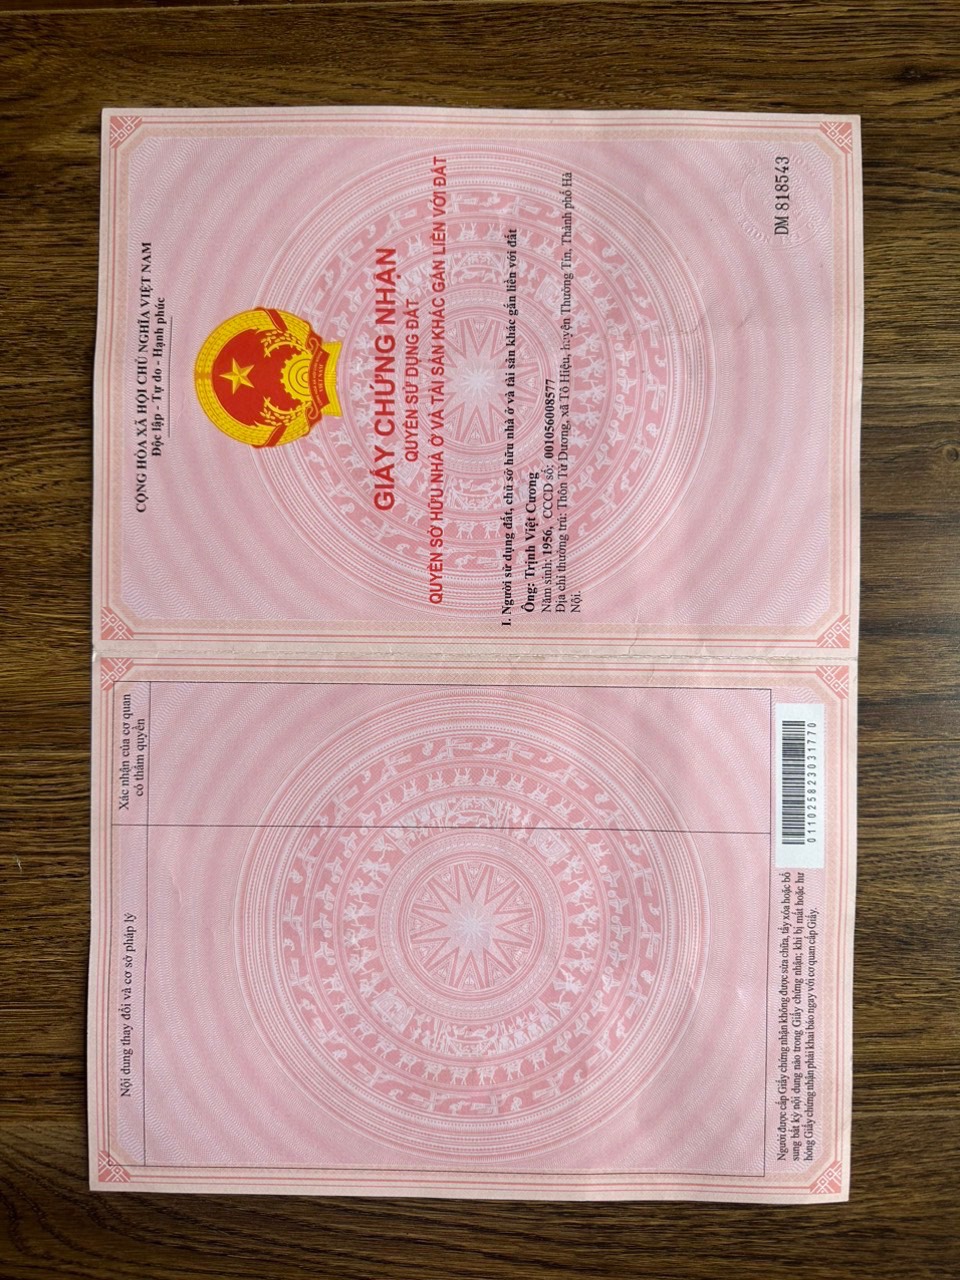 CỘNG HÒA XÃ HỘI CHỦ NGHĨA VIỆT NAM
Độc lập - Tự do - Hạnh phúc
GIẤY CHỨNG NHẬN
QUYỀN SỬ DỤNG ĐẤT
QUYỀN SỞ HỮU NHÀ Ở VÀ TÀI SẢN KHÁC GẮN LIỀN VỚI ĐẤT
I. Người sử dụng đất, chủ sở hữu nhà ở và tài sản khác gắn liền với đất
Ông: Trịnh Việt Cương
Năm sinh: 1956, CCCD số: 001056008577
Địa chỉ thường trú: Thôn Tử Dương, xã Tô Hiệu, huyện Thường Tín, Thành phố Hà
Nội.
DM 818543
Nội dung thay đổi và cơ sở pháp lý
Xác nhận của cơ quan
có thẩm quyền
Người được cấp Giấy chứng nhận không được sửa chữa, tẩy xóa hoặc bổ
sung bất kỳ nội dung nào trong Giấy chứng nhận; khi bị mất hoặc hư
hỏng Giấy chứng nhận phải khai báo ngay với cơ quan cấp Giấy.
011025823031770